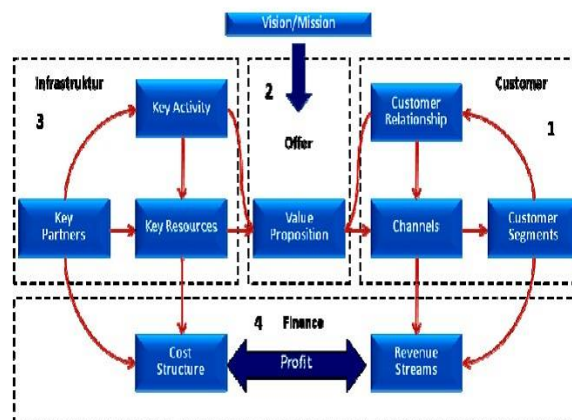 Vision/Mission
Infrastruktur
3
Key Activity
2
Offer
Customer
Customer
Relationship
1
Key
Partners
Key Resources
Value
Proposition
Channels
Customer
Segments
4 Finance
Cost
Structure
Profit
Revenue
Streams